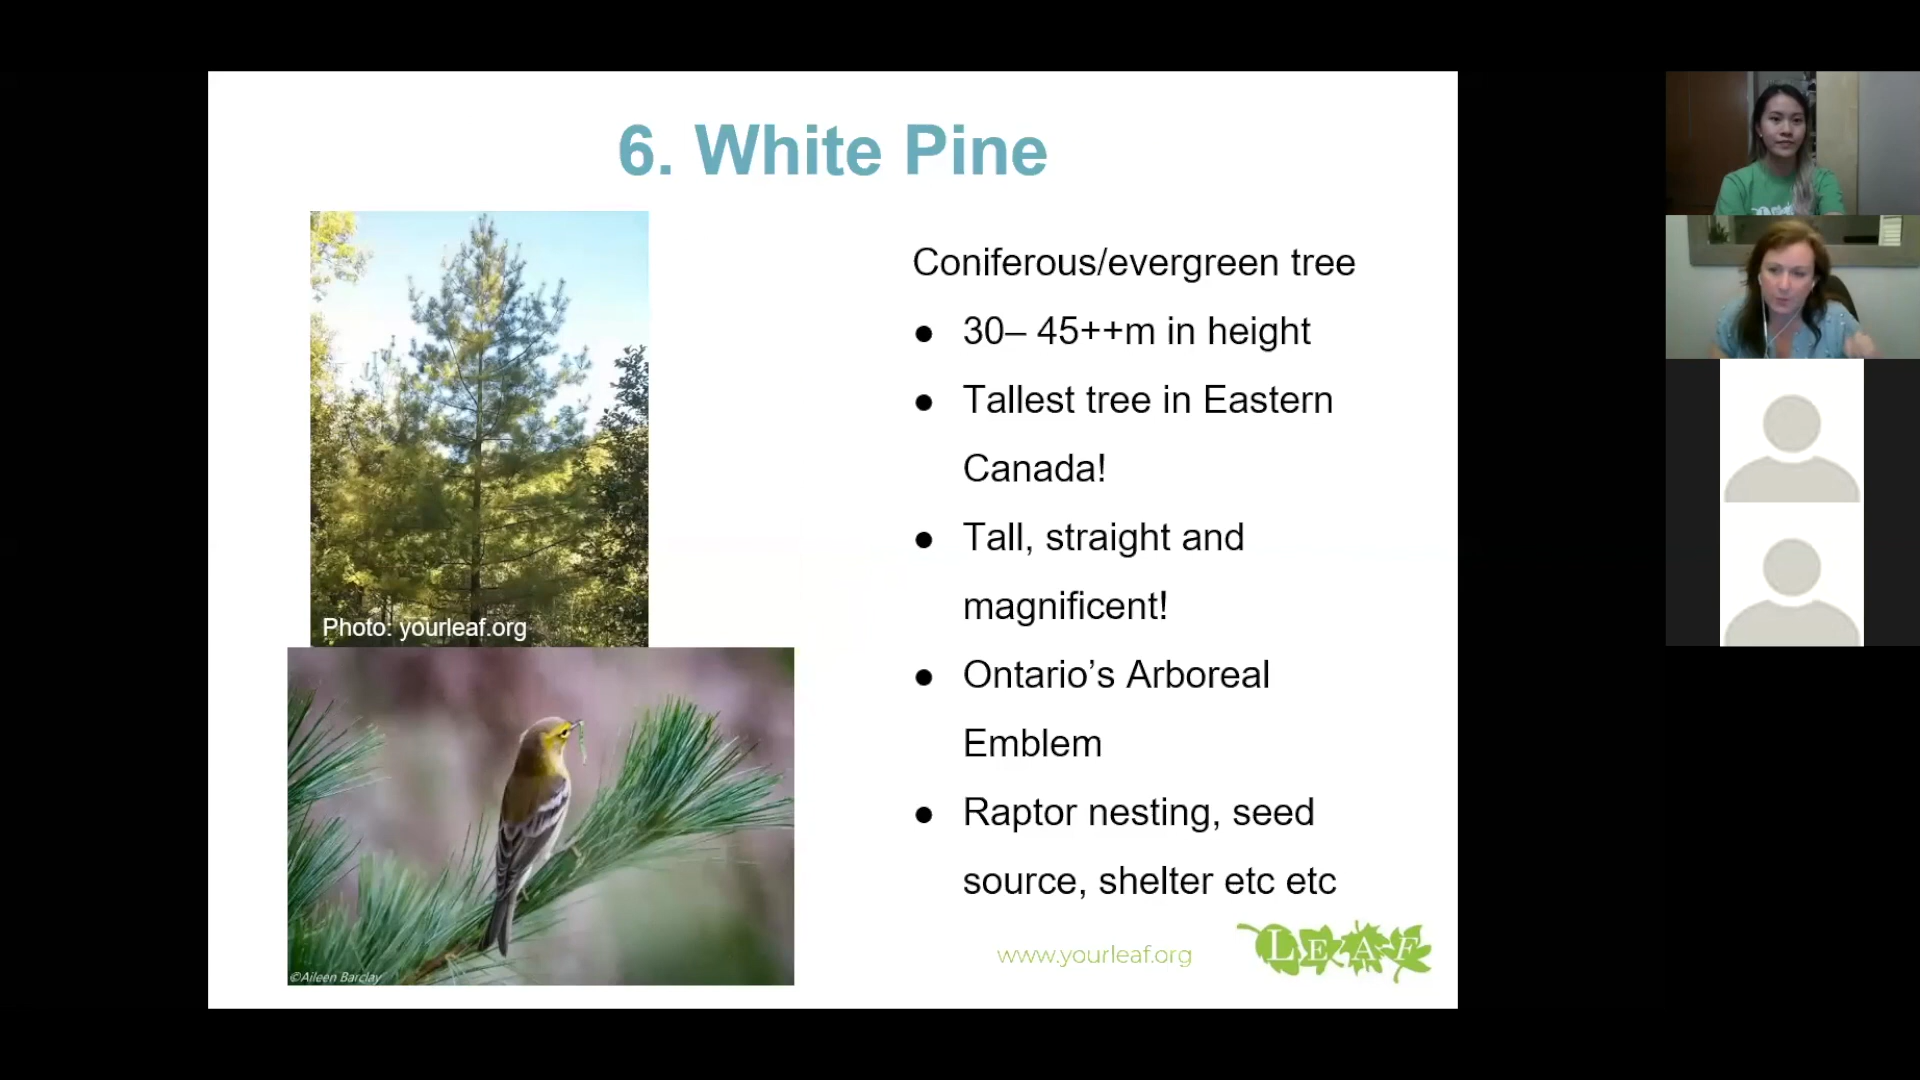 6. White Pine
Photo: yourleaf.org
©Aileen Barclay
Coniferous/evergreen tree
● 30– 45++m in height
● Tallest tree in Eastern
Canada!
● Tall, straight and
magnificent!
● Ontario’s Arboreal
Emblem
● Raptor nesting, seed
source, shelter etc etc
www.yourleaf.org
LEAF